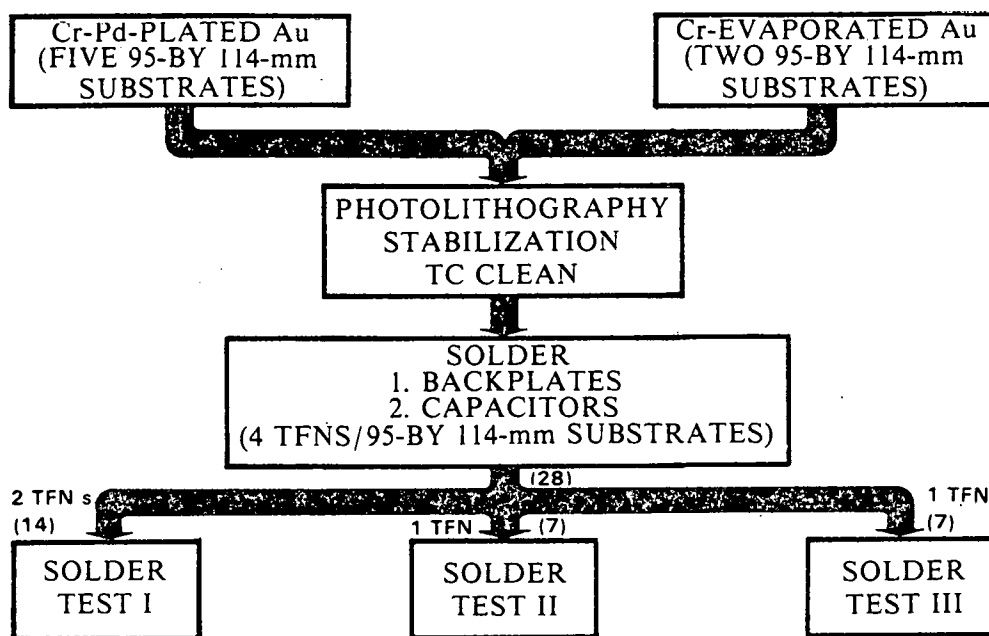 Cr-Pd-PLATED Au
(FIVE 95-BY 114-mm
SUBSTRATES)
Cr-EVAPORATED Au
(TWO 95-BY 114-mm
SUBSTRATES)
PHOTOLITHOGRAPHY
STABILIZATION
TC CLEAN
SOLDER
1. BACKPLATES
2. CAPACITORS
(4 TFNS/95-BY 114-mm SUBSTRATES)
(28)
2 TFN s
(14)
1 TFN
(7)
1 TFN
(7)
SOLDER
TEST I
SOLDER
TEST II
SOLDER
TEST III